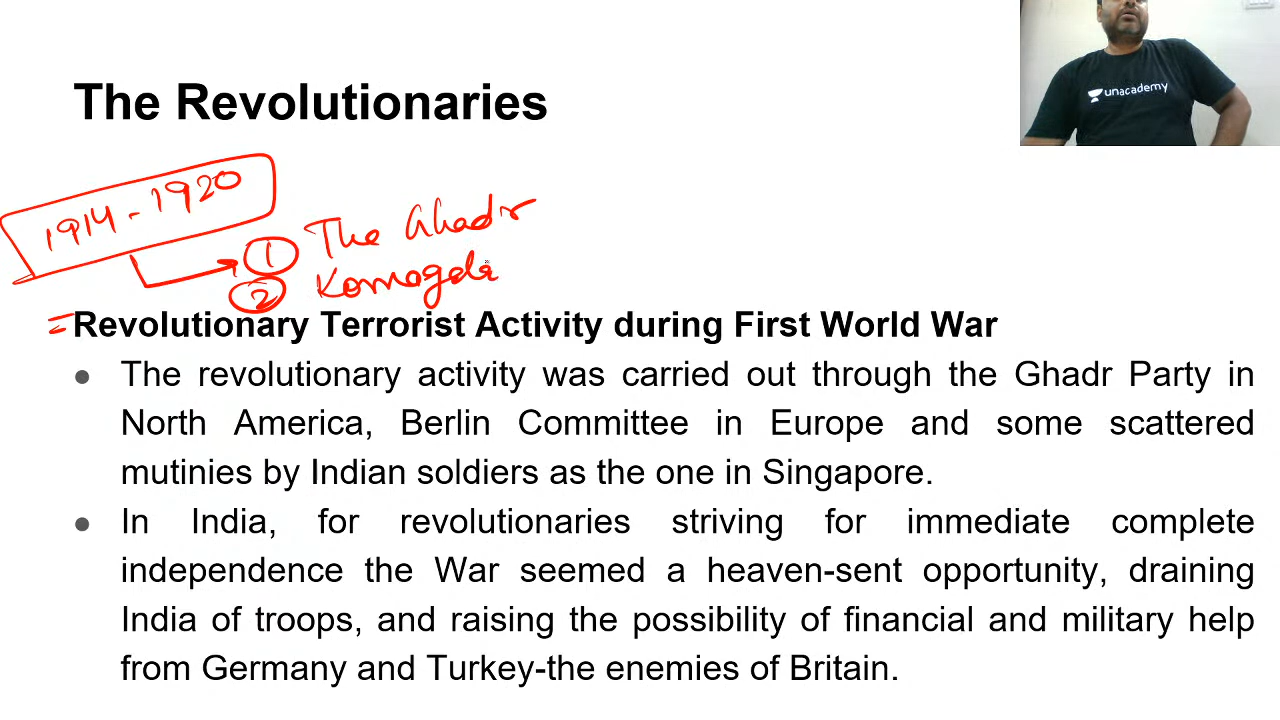 unacademy
The Revolutionaries
1914 - 1920
1 The Ghadr
2 Komagata
Revolutionary Terrorist Activity during First World War
● The revolutionary activity was carried out through the Ghadr Party in
North America, Berlin Committee in Europe and some scattered
mutinies by Indian soldiers as the one in Singapore.
● In India, for revolutionaries striving for immediate complete
independence the War seemed a heaven-sent opportunity, draining
India of troops, and raising the possibility of financial and military help
from Germany and Turkey-the enemies of Britain.